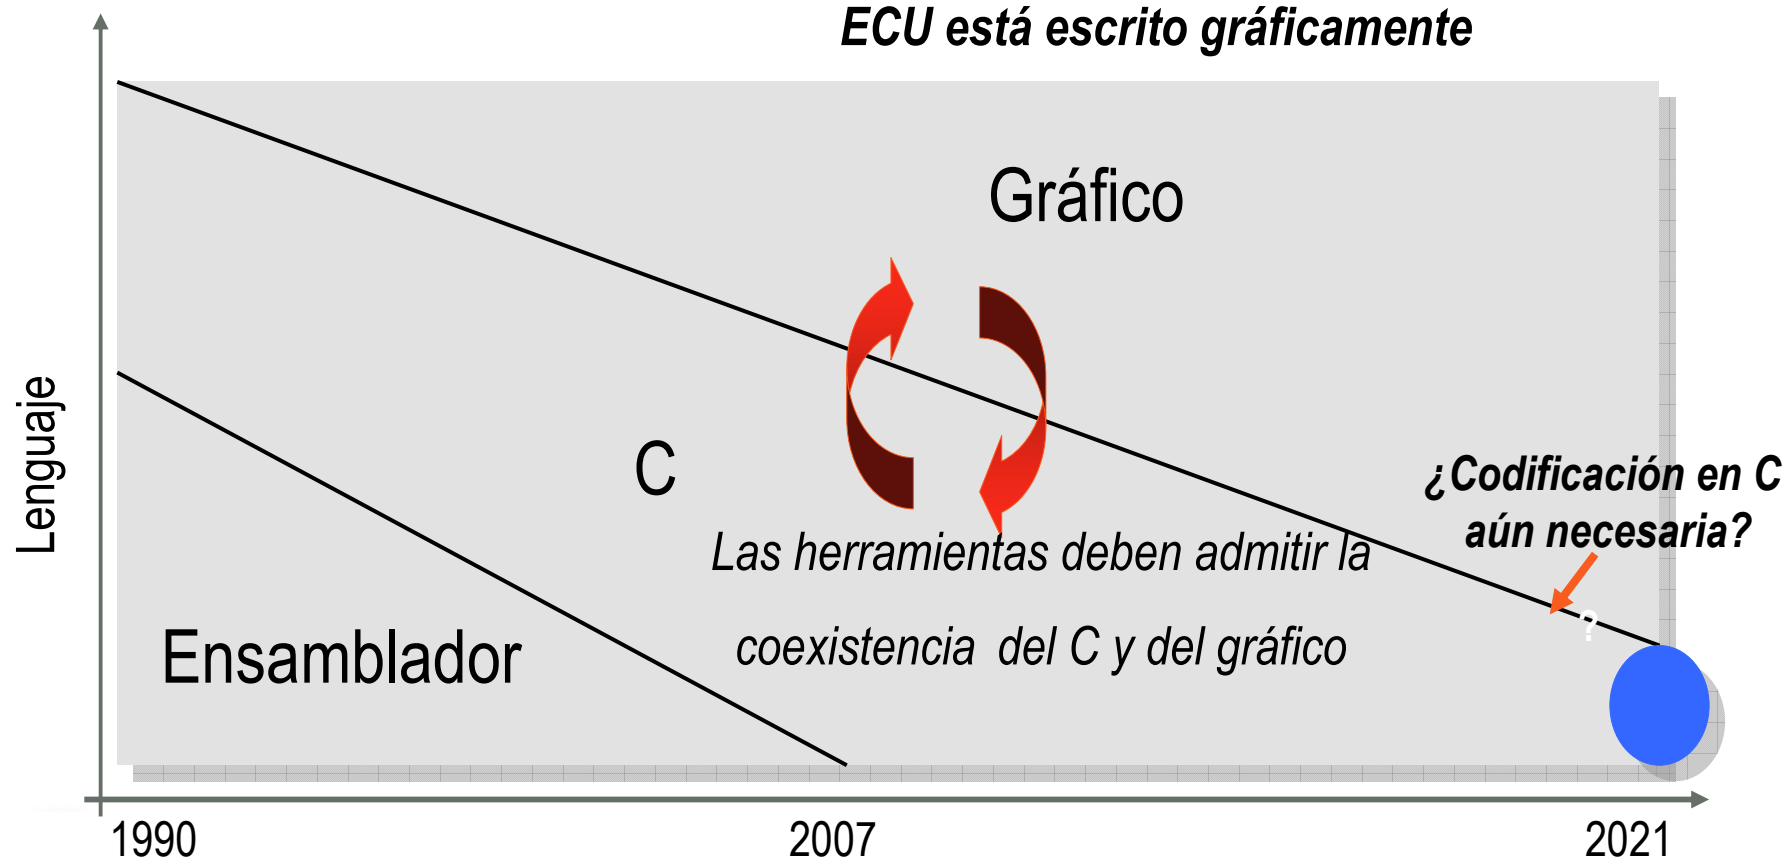 ECU está escrito gráficamente
Gráfico
Lenguaje
C
¿Codificación en C
aún necesaria?
Las herramientas deben admitir la
coexistencia del C y del gráfico
?
Ensamblador
1990
2007
2021